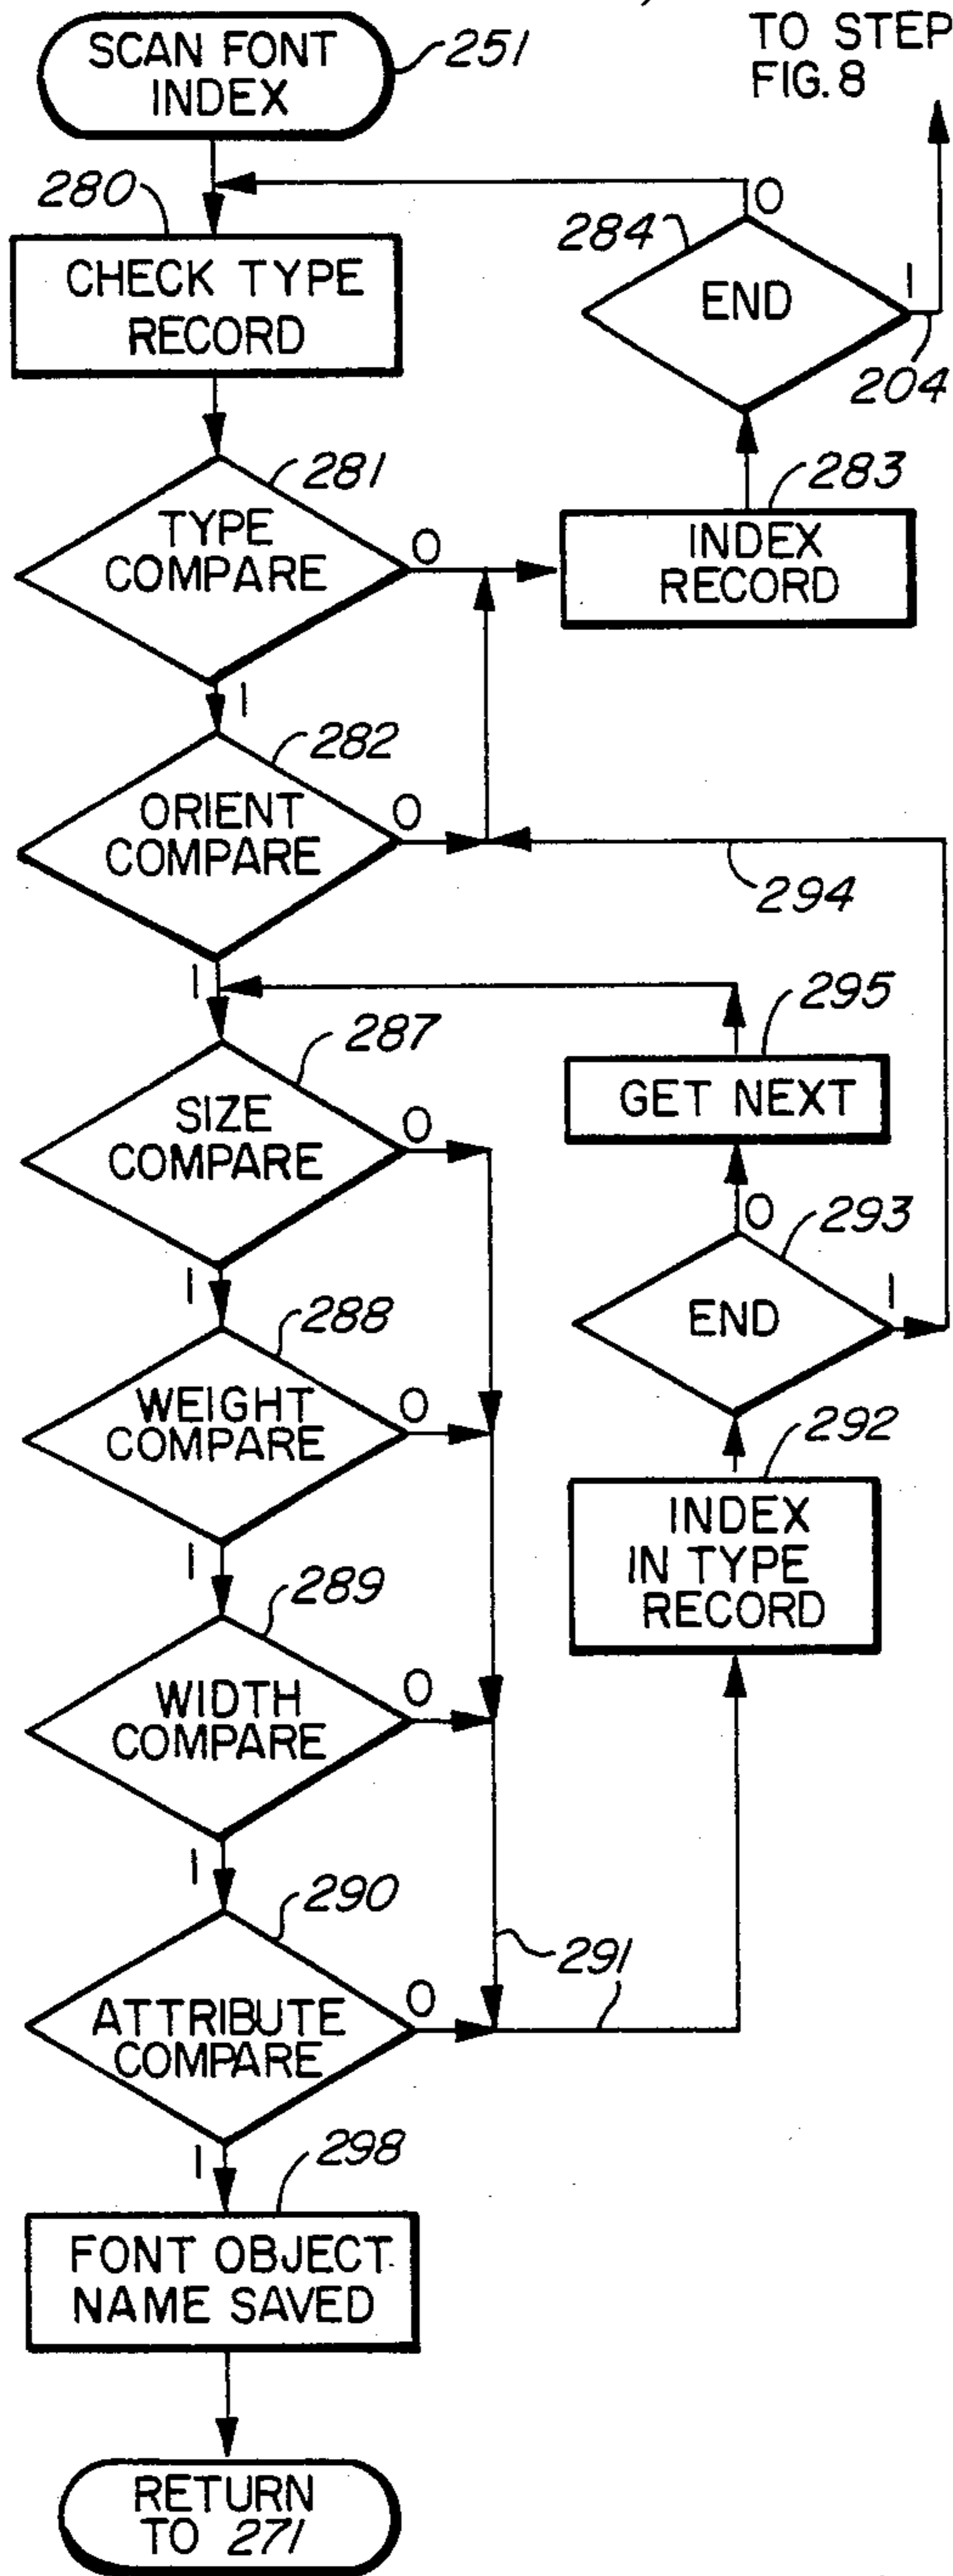 TO STEP
FIG. 8
SCAN FONT
INDEX
251
280
CHECK TYPE
RECORD
284
END
0
1
204
281
TYPE
COMPARE
0
1
283
INDEX
RECORD
282
ORIENT
COMPARE
0
1
294
295
GET NEXT
287
SIZE
COMPARE
0
1
293
END
0
1
288
WEIGHT
COMPARE
0
1
292
INDEX
IN TYPE
RECORD
289
WIDTH
COMPARE
0
1
290
ATTRIBUTE
COMPARE
0
1
291
298
FONT OBJECT
NAME SAVED
RETURN
TO 271